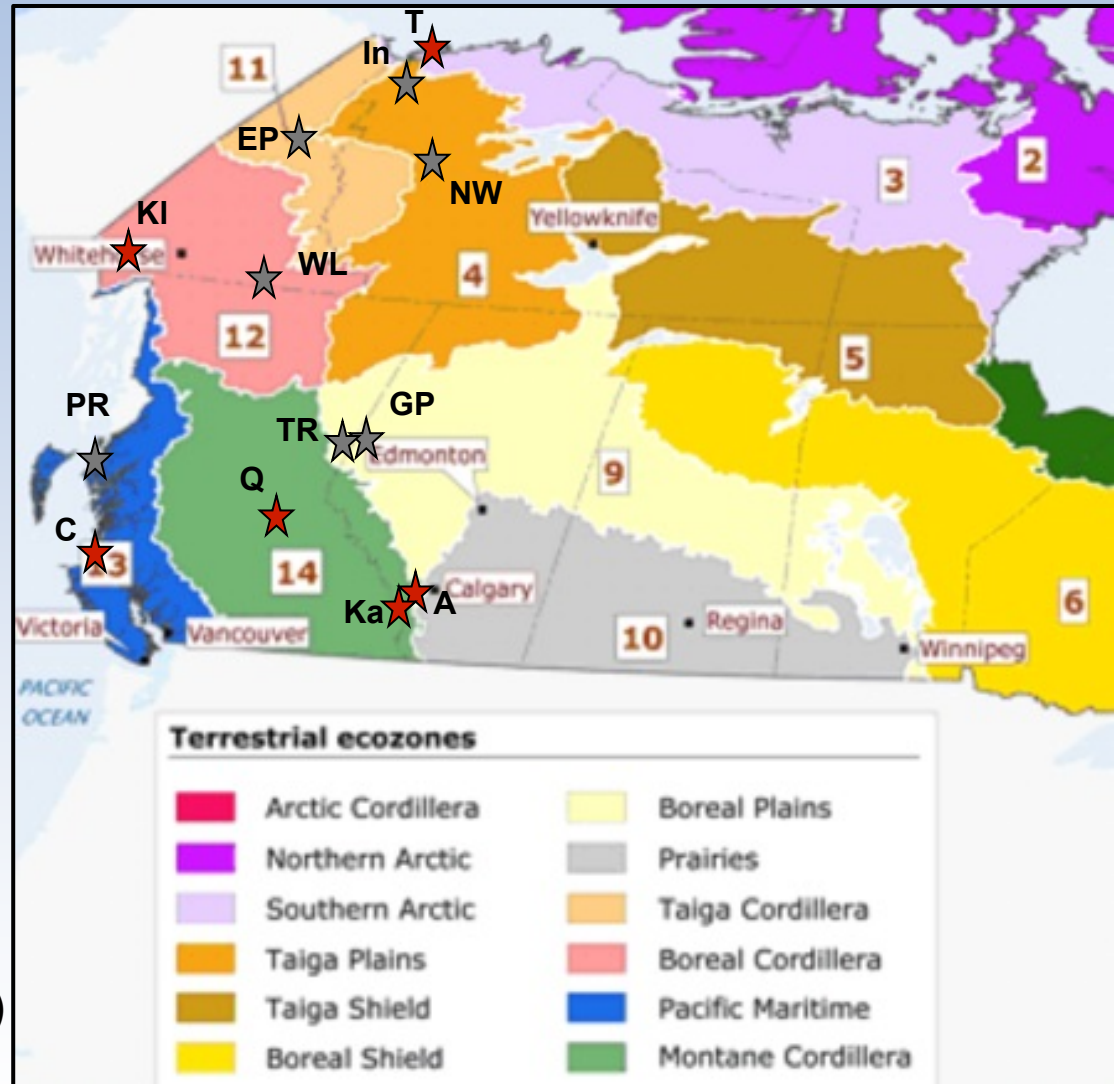 T
In
11
EP
NW
2
3
Yellowknife
Kl
Whitehorse
WL
4
12
5
PR
GP
TR
Edmonton
9
Q
C
13
14
Calgary
A
Ka
6
Victoria
Vancouver
10
Regina
Winnipeg
PACIFIC
OCEAN
Terrestrial ecozones
Arctic Cordillera
Boreal Plains
Northern Arctic
Prairies
Southern Arctic
Taiga Cordillera
Taiga Plains
Boreal Cordillera
Taiga Shield
Pacific Maritime
Boreal Shield
Montane Cordillera
)